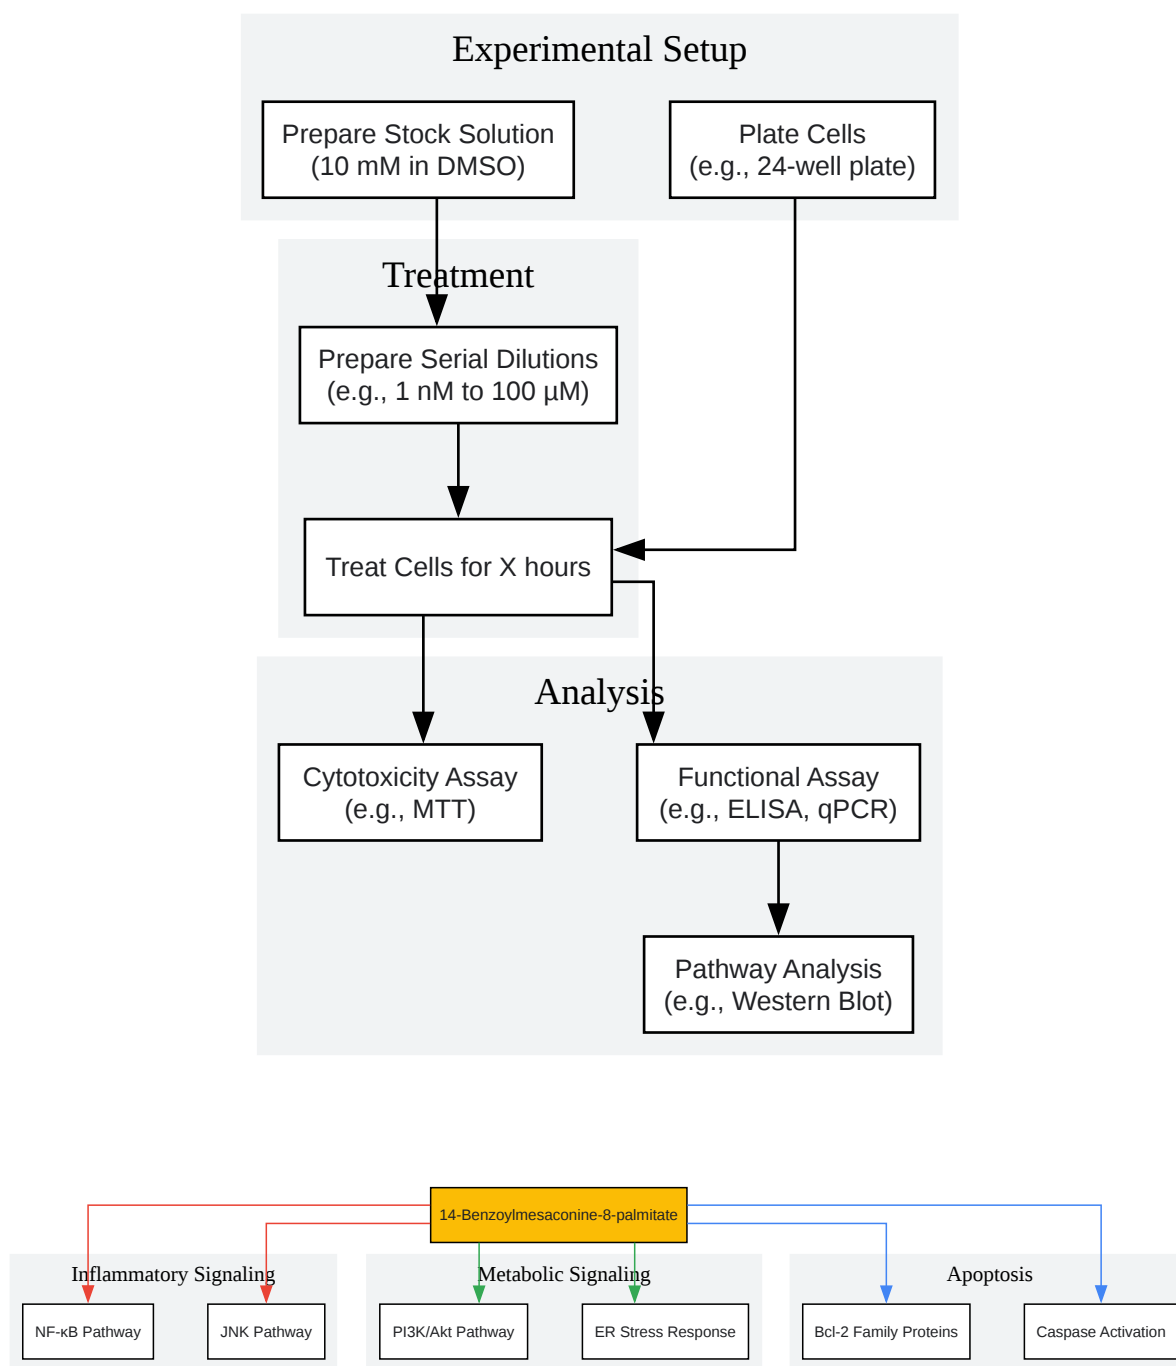 Experimental Setup
Prepare Stock Solution
(10 mM in DMSO)
Plate Cells
(e.g., 24-well plate)
Treatment
Prepare Serial Dilutions
(e.g., 1 nM to 100 µM)
Treat Cells for X hours
Analysis
Cytotoxicity Assay
(e.g., MTT)
Functional Assay
(e.g., ELISA, qPCR)
Pathway Analysis
(e.g., Western Blot)
14-Benzoylmesaconine-8-palmitate
Inflammatory Signaling
Metabolic Signaling
Apoptosis
NF-κB Pathway
JNK Pathway
PI3K/Akt Pathway
ER Stress Response
Bcl-2 Family Proteins
Caspase Activation